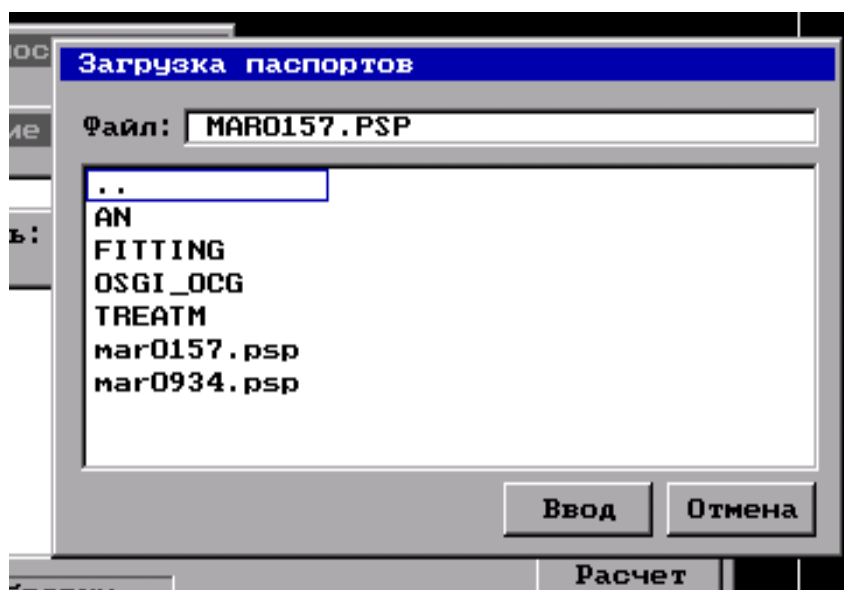 Загрузка паспортов
Файл: MAR0157.PSP
..
AN
FITTING
OSGI_OCG
TREATM
mar0157.psp
mar0934.psp
Ввод Отмена
Расчет